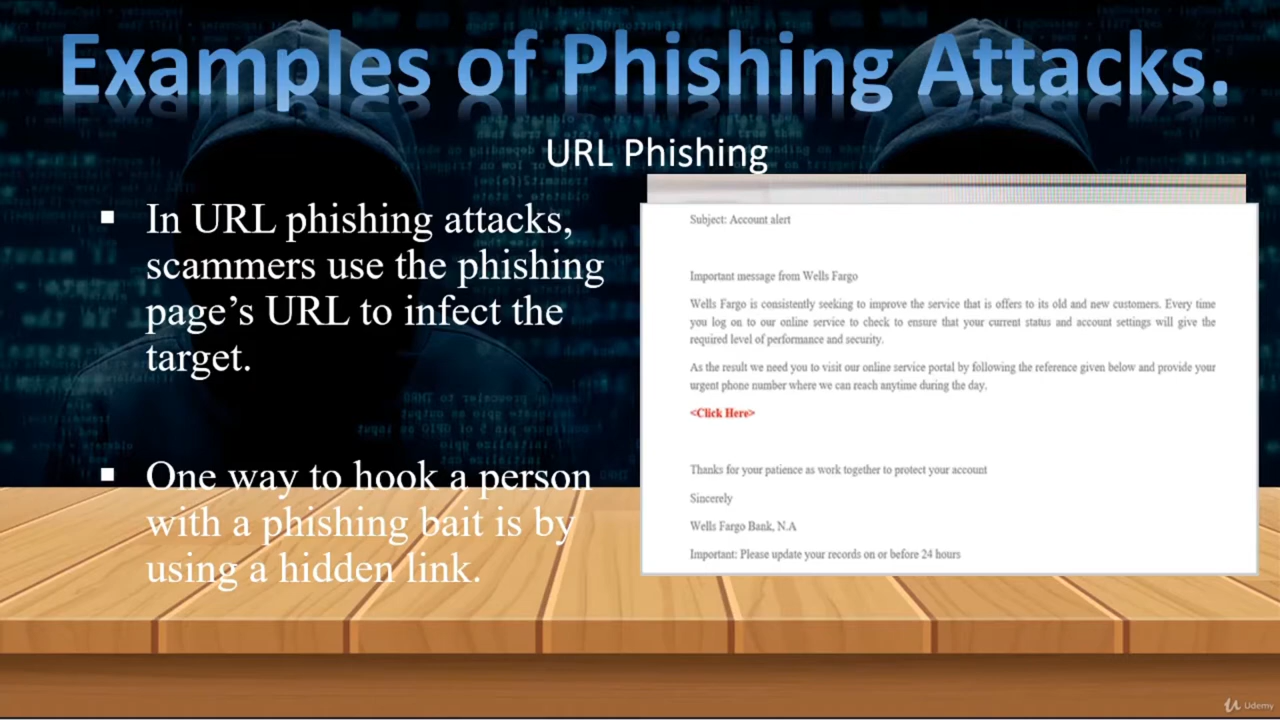 Examples of Phishing Attacks.
URL Phishing
In URL phishing attacks,
scammers use the phishing
page's URL to infect the
target.
One way to hook a person
with a phishing bait is by
using a hidden link.
Subject: Account alert
Important message from Wells Fargo
Wells Fargo is consistently seeking to improve the service that is offers to its old and new customers. Every time
you log on to our online service to check to ensure that your current status and account settings will give the
required level of performance and security.
As the result we need you to visit our online service portal by following the reference given below and provide your
urgent phone number where we can reach anytime during the day.
<Click Here>
Thanks for your patience as work together to protect your account
Sincerely
Wells Fargo Bank, N.A
Important: Please update your records on or before 24 hours
Udemy